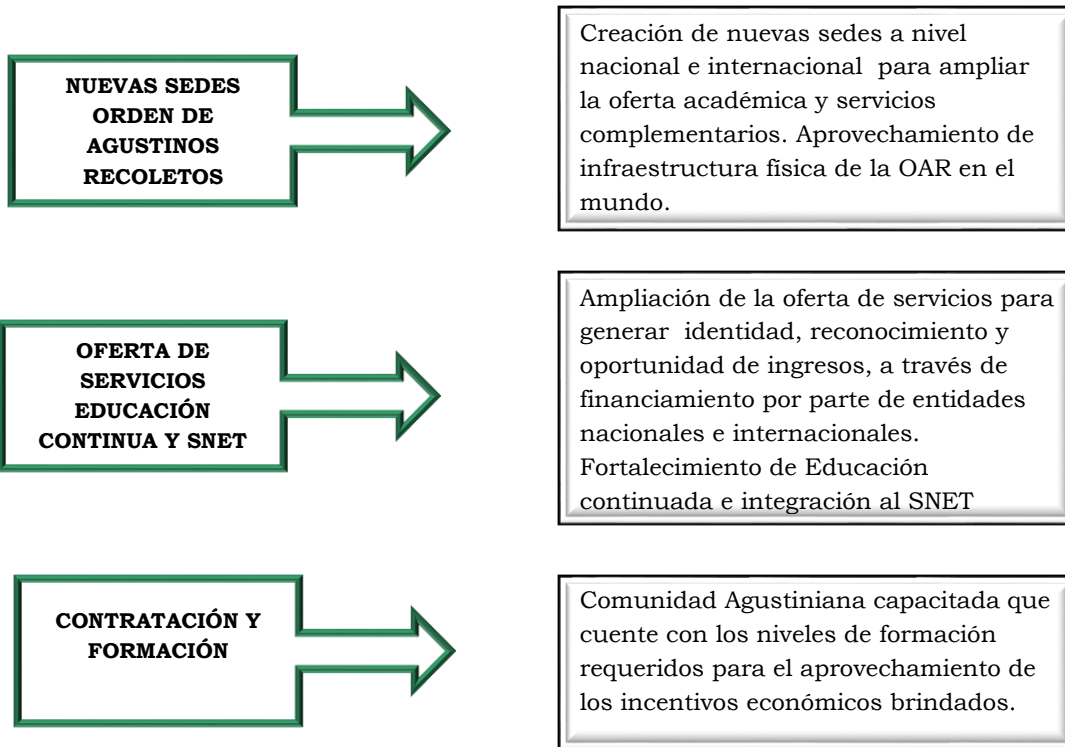 NUEVAS SEDES
ORDEN DE
AGUSTINOS
RECOLETOS
Creación de nuevas sedes a nivel
nacional e internacional para ampliar
la oferta académica y servicios
complementarios. Aprovechamiento de
infraestructura física de la OAR en el
mundo.
OFERTA DE
SERVICIOS
EDUCACIÓN
CONTINUA Y SNET
Ampliación de la oferta de servicios para
generar identidad, reconocimiento y
oportunidad de ingresos, a través de
financiamiento por parte de entidades
nacionales e internacionales.
Fortalecimiento de Educación
continuada e integración al SNET
CONTRATACIÓN Y
FORMACIÓN
Comunidad Agustiniana capacitada que
cuente con los niveles de formación
requeridos para el aprovechamiento de
los incentivos económicos brindados.